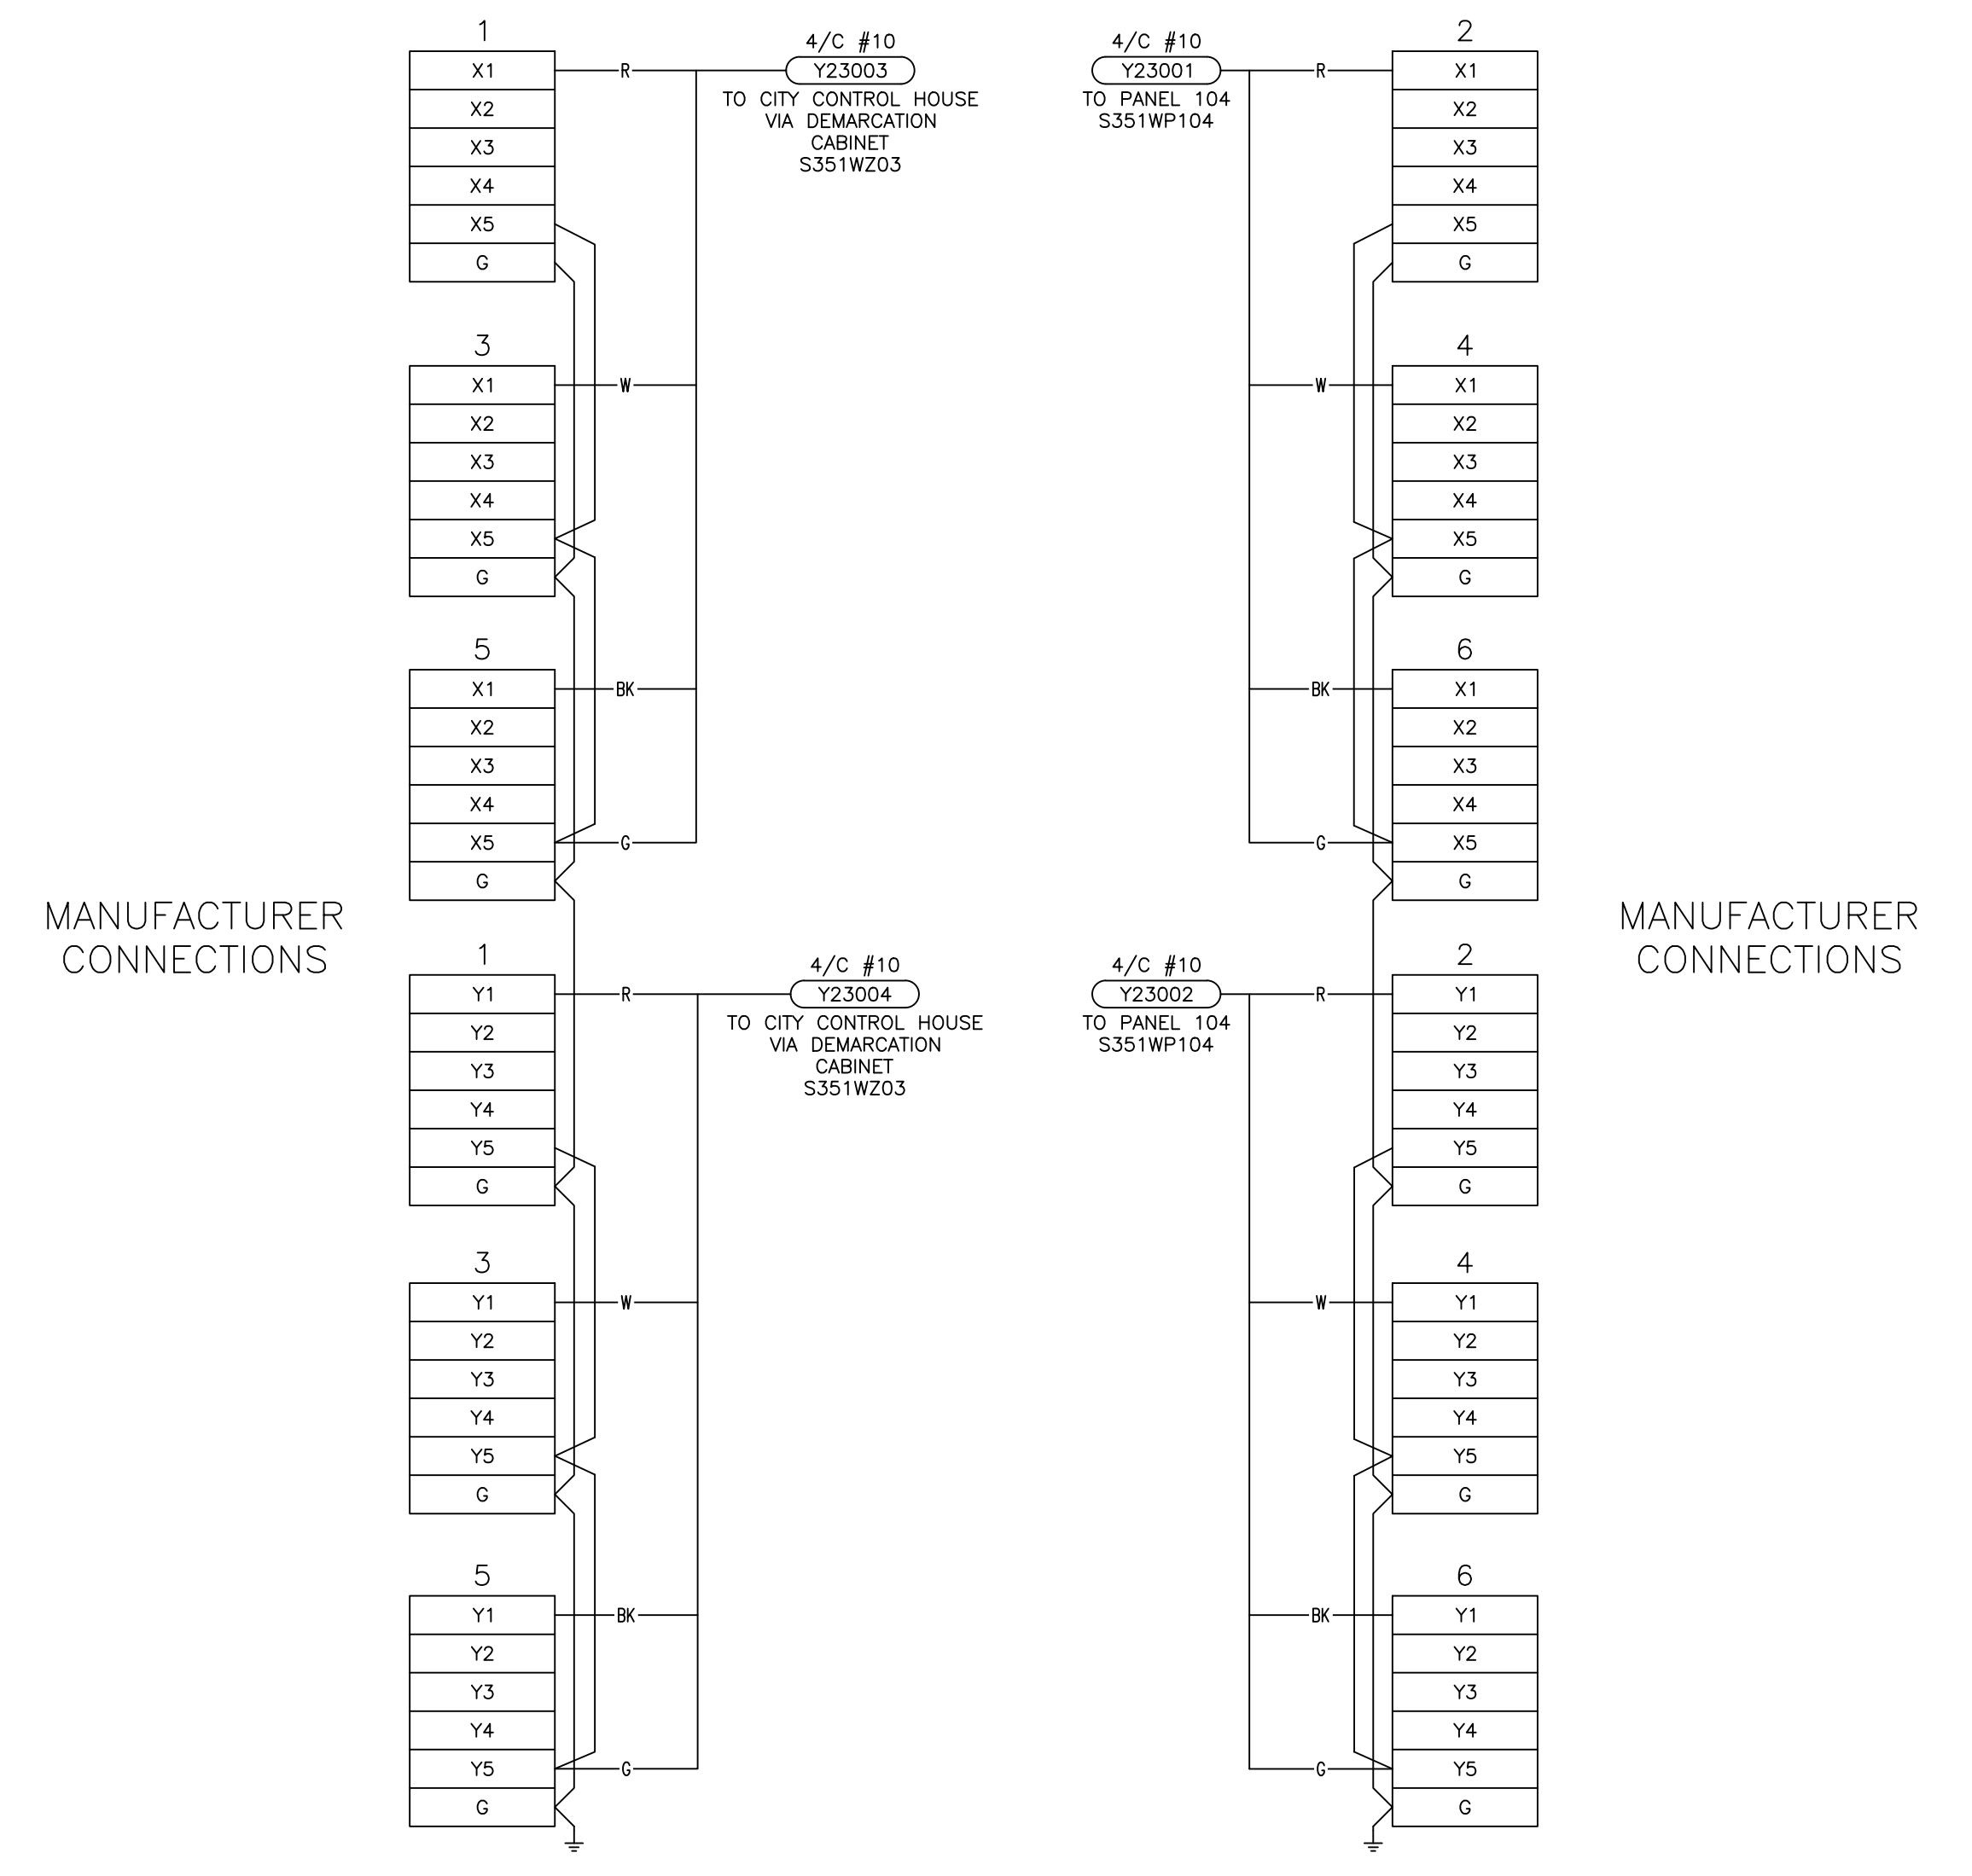 1
X1
X2
X3
X4
X5
G
3
X1
X2
X3
X4
X5
G
5
X1
X2
X3
X4
X5
G
R
W
BK
G
4/C #10
Y23003
TO CITY CONTROL HOUSE
VIA DEMARCATION
CABINET
S351WZ03
MANUFACTURER
CONNECTIONS
1
Y1
Y2
Y3
Y4
Y5
G
3
Y1
Y2
Y3
Y4
Y5
G
5
Y1
Y2
Y3
Y4
Y5
G
R
W
BK
G
4/C #10
Y23004
TO CITY CONTROL HOUSE
VIA DEMARCATION
CABINET
S351WZ03
4/C #10
Y23001
TO PANEL 104
S351WP104
R
W
BK
G
2
X1
X2
X3
X4
X5
G
4
X1
X2
X3
X4
X5
G
6
X1
X2
X3
X4
X5
G
MANUFACTURER
CONNECTIONS
4/C #10
Y23002
TO PANEL 104
S351WP104
R
W
BK
G
2
Y1
Y2
Y3
Y4
Y5
G
4
Y1
Y2
Y3
Y4
Y5
G
6
Y1
Y2
Y3
Y4
Y5
G